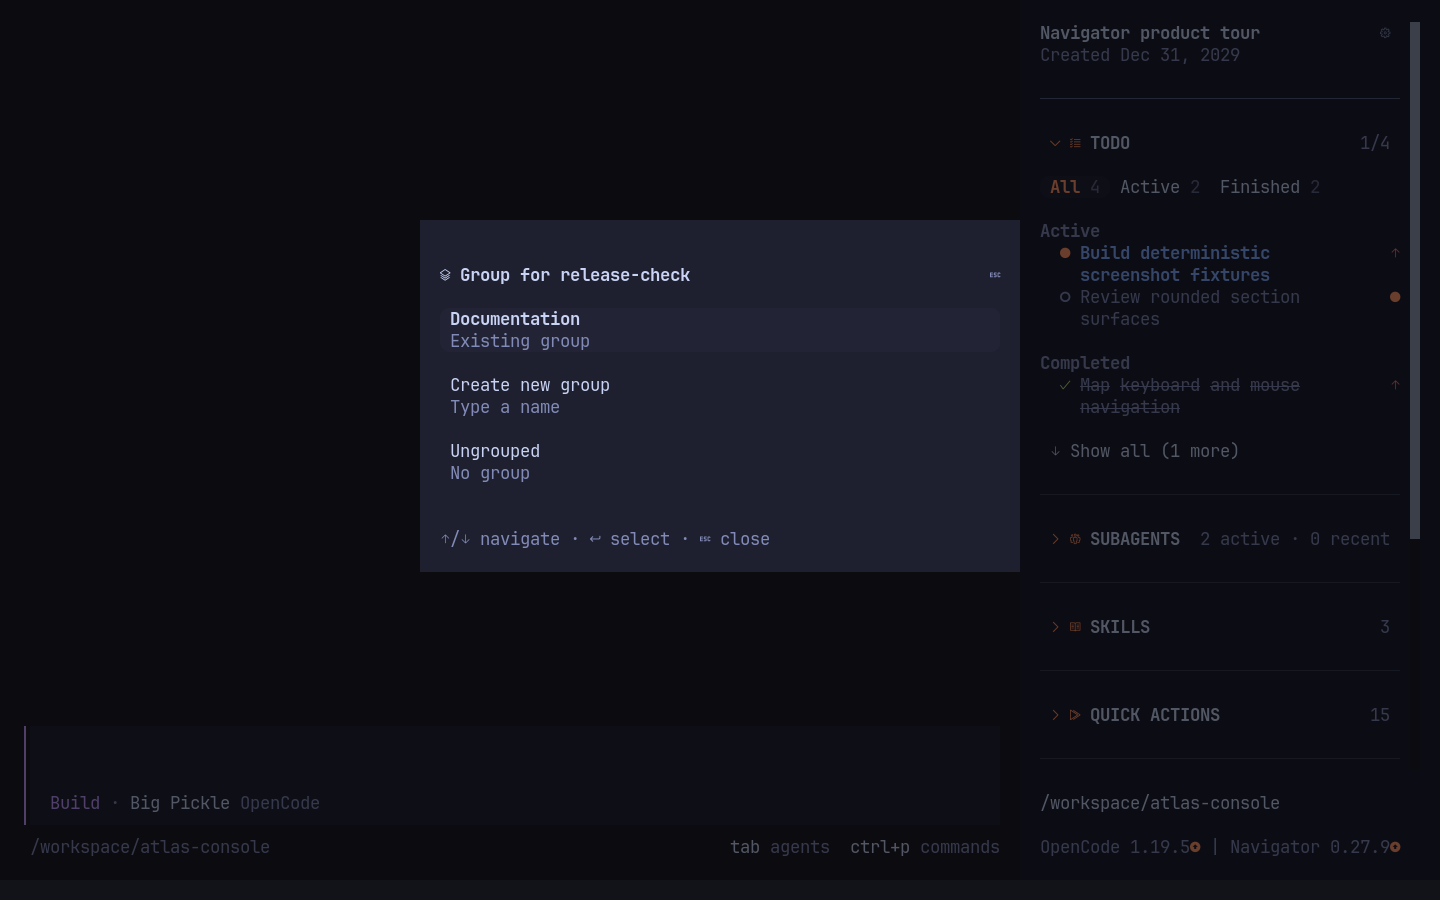 Navigator product tour
Created Dec 31, 2029
TODO 1/4
All 4 Active 2 Finished 2
Active
Build deterministic ↑
screenshot fixtures
Review rounded section
surfaces
Completed
✓ Map keyboard and mouse ↑
navigation
↓ Show all (1 more)
SUBAGENTS 2 active · 0 recent
SKILLS 3
QUICK ACTIONS 15
/workspace/atlas-console
OpenCode 1.19.5 | Navigator 0.27.9
Group for release-check ESC
Documentation
Existing group
Create new group
Type a name
Ungrouped
No group
↑/↓ navigate · ↵ select · ESC close
Build · Big Pickle OpenCode
/workspace/atlas-console tab agents ctrl+p commands